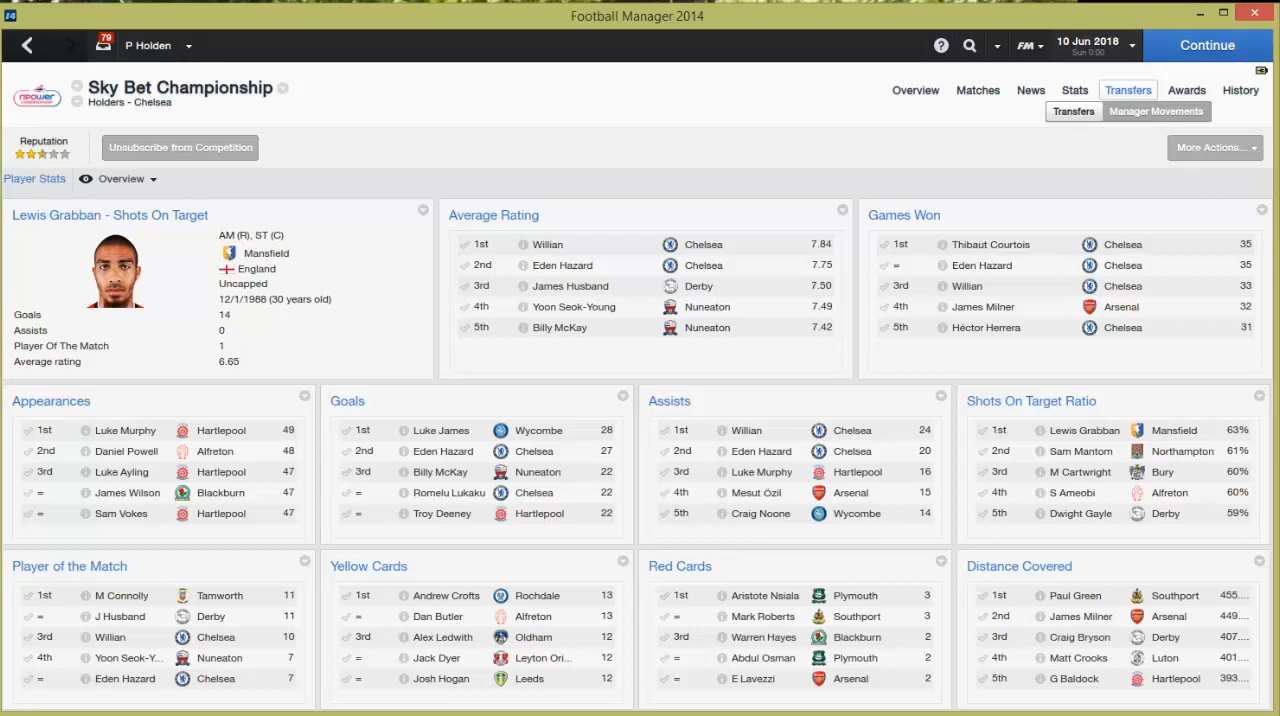 Football Manager 2014
79
P Holden
FM
10 Jun 2018
Sun 0:00
Continue
npower
Sky Bet Championship
Holders - Chelsea
Overview Matches News Stats Transfers Awards History
Transfers Manager Movements
Reputation
Unsubscribe from Competition
More Actions...
Player Stats Overview
Lewis Grabban - Shots On Target
AM (R), ST (C)
Mansfield
England
Uncapped
12/1/1988 (30 years old)
Goals 14
Assists 0
Player Of The Match 1
Average rating 6.65
Average Rating
1st Willian Chelsea 7.84
2nd Eden Hazard Chelsea 7.75
3rd James Husband Derby 7.50
4th Yoon Seok-Young Nuneaton 7.49
5th Billy McKay Nuneaton 7.42
Games Won
1st Thibaut Courtois Chelsea 35
= Eden Hazard Chelsea 35
3rd Willian Chelsea 33
4th James Milner Arsenal 32
5th Héctor Herrera Chelsea 31
Appearances
1st Luke Murphy Hartlepool 49
2nd Daniel Powell Alfreton 48
3rd Luke Ayling Hartlepool 47
= James Wilson Blackburn 47
= Sam Vokes Hartlepool 47
Goals
1st Luke James Wycombe 28
2nd Eden Hazard Chelsea 27
3rd Billy McKay Nuneaton 22
= Romelu Lukaku Chelsea 22
= Troy Deeney Hartlepool 22
Assists
1st Willian Chelsea 24
2nd Eden Hazard Chelsea 20
3rd Luke Murphy Hartlepool 16
4th Mesut Özil Arsenal 15
5th Craig Noone Wycombe 14
Shots On Target Ratio
1st Lewis Grabban Mansfield 63%
2nd Sam Mantom Northampton 61%
3rd M Cartwright Bury 60%
4th S Ameobi Alfreton 60%
5th Dwight Gayle Derby 59%
Player of the Match
1st M Connolly Tamworth 11
= J Husband Derby 11
3rd Willian Chelsea 10
4th Yoon Seok-Y... Nuneaton 7
= Eden Hazard Chelsea 7
Yellow Cards
1st Andrew Crofts Rochdale 13
= Dan Butler Alfreton 13
3rd Alex Ledwith Oldham 12
= Jack Dyer Leyton Ori... 12
= Josh Hogan Leeds 12
Red Cards
1st Aristote Nsiala Plymouth 3
= Mark Roberts Southport 3
3rd Warren Hayes Blackburn 2
= Abdul Osman Plymouth 2
= E Lavezzi Arsenal 2
Distance Covered
1st Paul Green Southport 455....
2nd James Milner Arsenal 449....
3rd Craig Bryson Derby 407....
4th Matt Crooks Luton 401....
5th G Baldock Hartlepool 393....